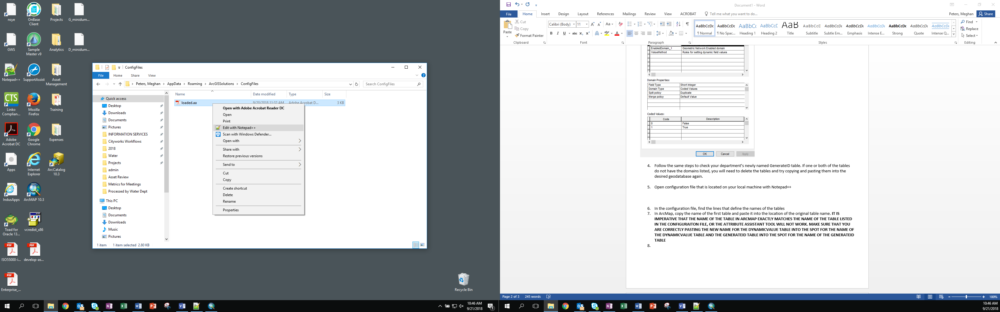 nsye
OnBase Client
Projects
G_minidum...
GWS
Sample Master v9
Analytics
D_minidum...
Notepad++
SupportAssist
Asset Management
Linko Complian...
Mozilla Firefox
Training
Adobe Acrobat DC
Google Chrome
Expenses
Apps
Internet Explorer
ArcCatalog 10.3
IndusApps
ArcMAP 10.3
Toad for Oracle 13...
vcredist_x86
ISO55000-i...
develop-as...
Enterprise_...
Recycle Bin
ConfigFiles
File Home Share View
Peters, Meghan > AppData > Roaming > ArcGISSolutions > ConfigFiles
Search ConfigFiles
Name Date modified Type Size
loaded.aa 9/20/2018 11:32 AM Adobe Acrobat D... 3 KB
Quick access
Desktop
Downloads
Documents
Pictures
INFORMATION SERVICES
Cityworks Workflows
2018
Water
Projects
admin
Asset Review
Metrics for Meetings
Processed by Water Dept
This PC
Desktop
Documents
Downloads
Music
Pictures
Open with Adobe Acrobat Reader DC
Open
Print
Edit with Notepad++
Scan with Windows Defender...
Open with
Share with
Restore previous versions
Send to
Cut
Copy
Create shortcut
Delete
Rename
Properties
1 item 1 item selected 2.80 KB
10:46 AM
9/21/2018
Document1 - Word
File Home Insert Design Layout References Mailings Review View ACROBAT Tell me what you want to do... Peters, Meghan Share
Paste
Cut
Copy
Format Painter
Clipboard
Calibri (Body) 11
Font
Paragraph
AaBbCcDc AaBbCcDc AaBbCc AaBbCcE AaB AaBbCcD AaBbCcDc AaBbCcDc AaBbCcDc AaBbCcDc AaBbCcDc AaBbCcDc
¶ Normal ¶ No Spac... Heading 1 Heading 2 Title Subtitle Subtle Em... Emphasis Intense E... Strong Quote Intense Q...
Styles
Find
Replace
Select
Editing
EnabledDomain_1 Geometric Network Enabled domain
ValueMethod Rules for setting dynamic field values
Domain Properties:
Field Type Short Integer
Domain Type Coded Values
Split policy Duplicate
Merge policy Default Value
Coded Values:
Code Description
0 False
1 True
OK Cancel Apply
4. Follow the same steps to check your department's newly named GenerateID table. If one or both of the tables
do not have the domains listed, you will need to delete the tables and try copying and pasting them into the
desired geodatabase again.
5. Open configuration file that is located on your local machine with Notepad++
6. In the configuration file, find the lines that define the names of the tables
7. In ArcMap, copy the name of the first table and paste it into the location of the original table name. IT IS
IMPERATIVE THAT THE NAME OF THE TABLE IN ARCMAP EXACTLY MATCHES THE NAME OF THE TABLE LISTED
IN THE CONFIGURAITON FILE, OR THE ATTRIBUTE ASSISTANT TOOL WILL NOT WORK. MAKE SURE THAT YOU
ARE CORRECTLY PASTING THE NEW NAME FOR THE DYNAMICVALUE TABLE INTO THE SPOT FOR THE NAME OF
THE DYNAMICVALUE TABLE AND THE GENERATEID TABLE INTO THE SPOT FOR THE NAME OF THE GENERATEID
TABLE
8.
Page 2 of 3 245 words
100%
10:46 AM
9/21/2018